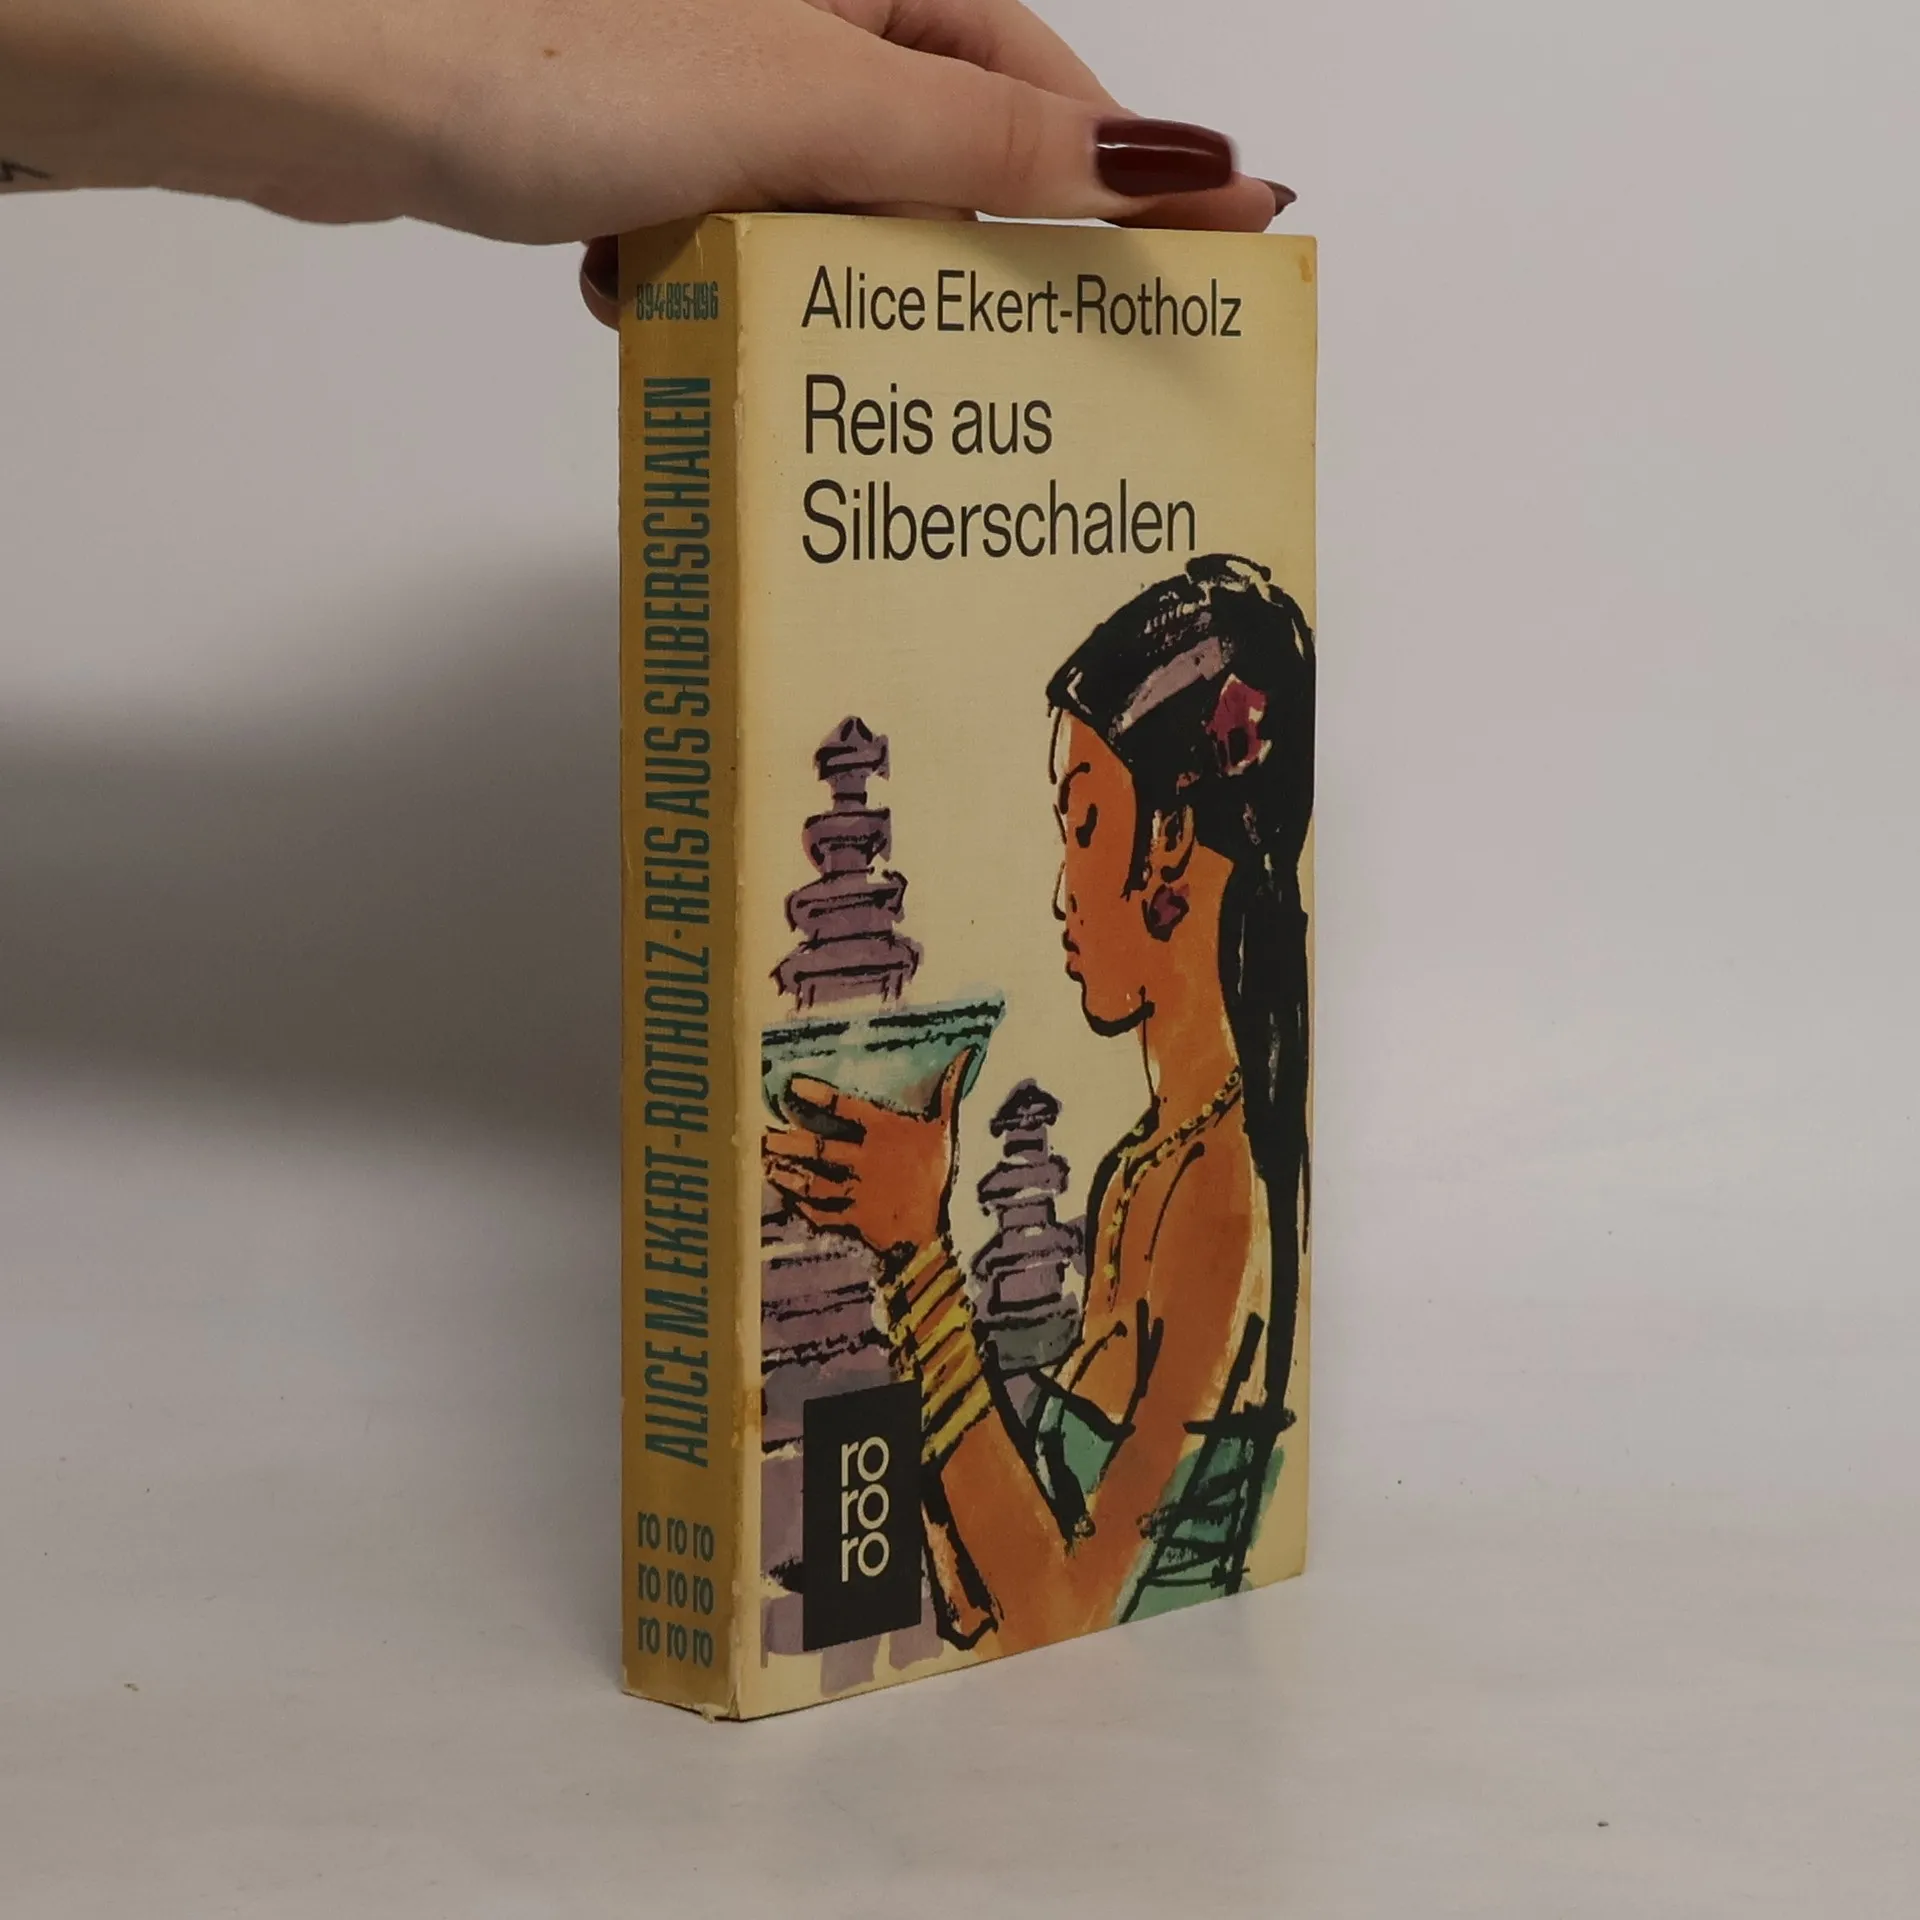 Alice Ekert-Rotholz
Reis aus
Silberschalen
ro
ro
ro
894·895·896
ALICE M. EKERT-ROTHOLZ · REIS AUS SILBERSCHALEN
ro ro ro
ro ro ro
ro ro ro